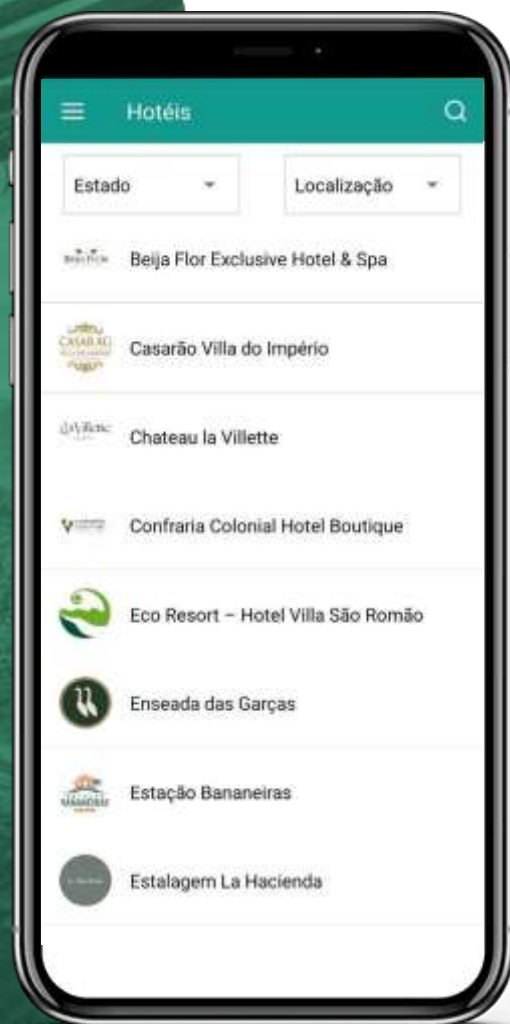 Hotéis
Estado
Localização
Beija Flor Exclusive Hotel & Spa
Casarão Villa do Império
Chateau la Villette
Confraria Colonial Hotel Boutique
Eco Resort – Hotel Villa São Romão
Enseada das Garças
Estação Bananeiras
Estalagem La Hacienda